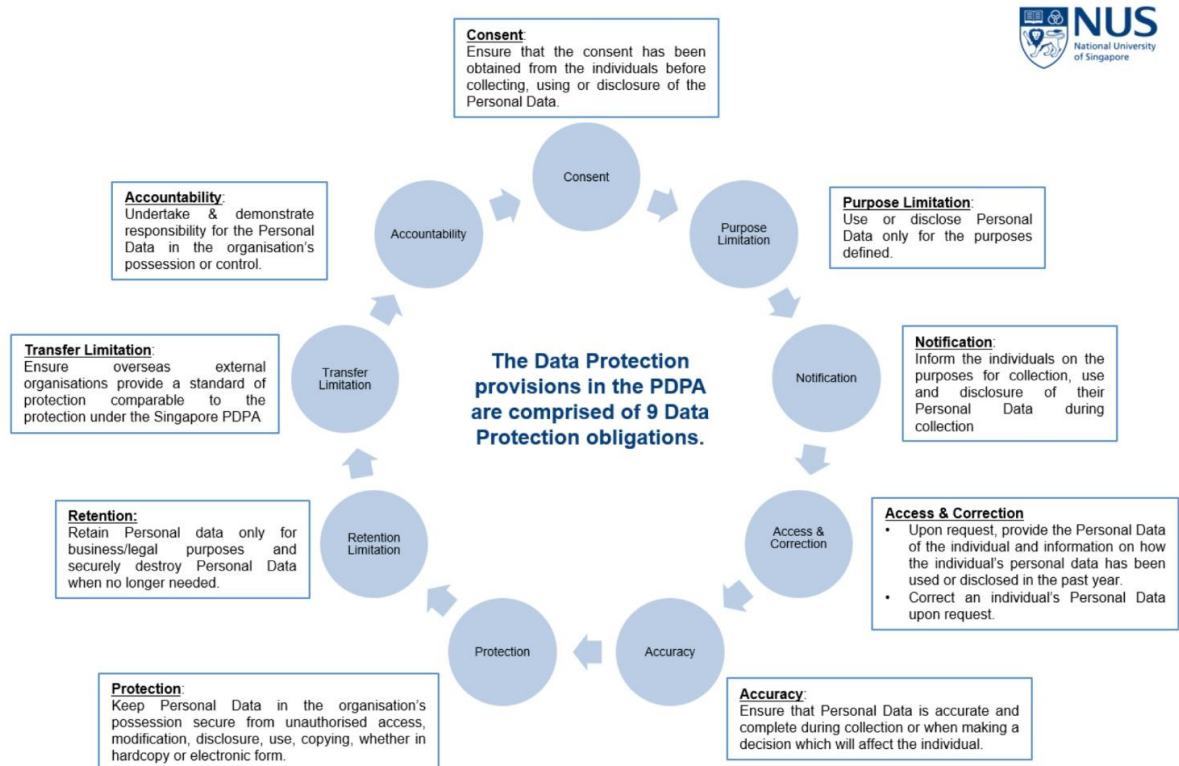 NUS
National University
of Singapore
Consent:
Ensure that the consent has been
obtained from the individuals before
collecting, using or disclosure of the
Personal Data.
Consent
Accountability:
Undertake & demonstrate
responsibility for the Personal
Data in the organisation's
possession or control.
Accountability
Purpose
Limitation
Purpose Limitation:
Use or disclose Personal
Data only for the purposes
defined.
Transfer Limitation:
Ensure overseas external
organisations provide a standard of
protection comparable to the
protection under the Singapore PDPA
Transfer
Limitation
The Data Protection
provisions in the PDPA
are comprised of 9 Data
Protection obligations.
Notification
Notification:
Inform the individuals on the
purposes for collection, use
and disclosure of their
Personal Data during
collection
Retention:
Retain Personal data only for
business/legal purposes and
securely destroy Personal Data
when no longer needed.
Retention
Limitation
Access &
Correction
Access & Correction
• Upon request, provide the Personal Data
of the individual and information on how
the individual's personal data has been
used or disclosed in the past year.
• Correct an individual's Personal Data
upon request.
Protection
Accuracy
Protection:
Keep Personal Data in the organisation's
possession secure from unauthorised access,
modification, disclosure, use, copying, whether in
hardcopy or electronic form.
Accuracy:
Ensure that Personal Data is accurate and
complete during collection or when making a
decision which will affect the individual.